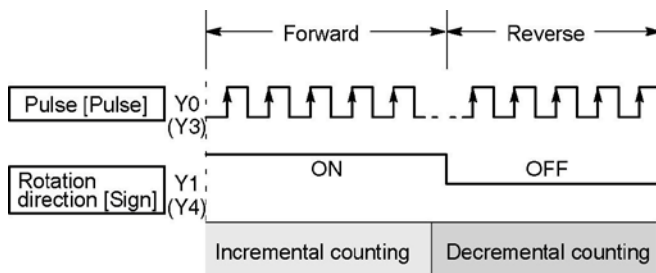 Forward
Reverse
Pulse [Pulse]
Y0
(Y3)
Rotation
direction [Sign]
Y1
(Y4)
ON
OFF
Incremental counting
Decremental counting